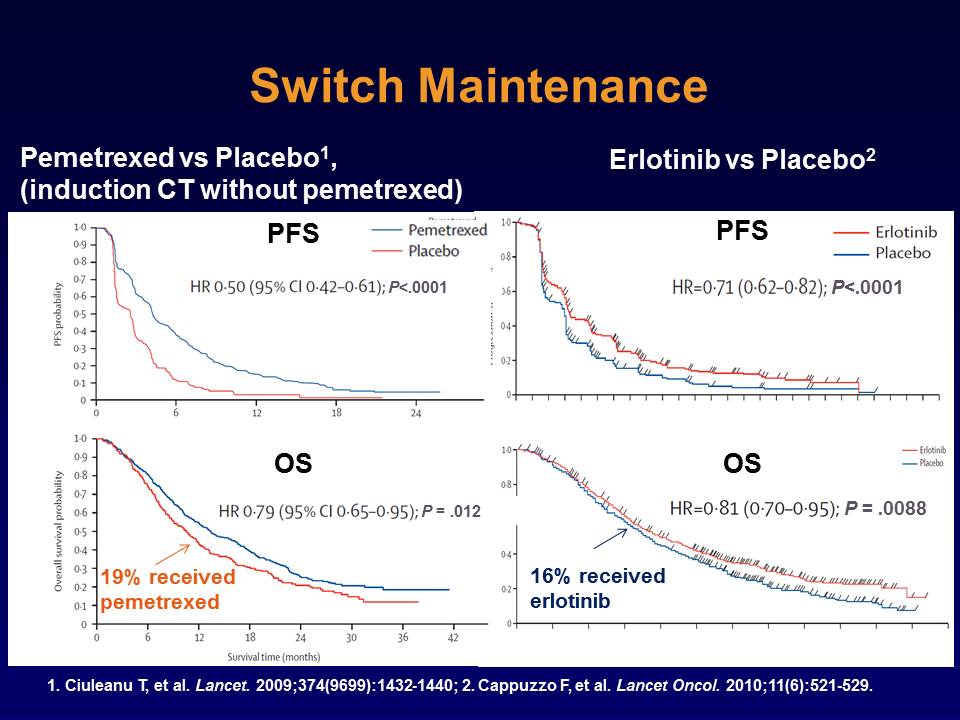 Switch Maintenance
Pemetrexed vs Placebo1,
(induction CT without pemetrexed)
Erlotinib vs Placebo2
PFS
Pemetrexed
Placebo
HR 0·50 (95% CI 0·42–0·61); P<.0001
PFS probability
1·0
0·9
0·8
0·7
0·6
0·5
0·4
0·3
0·2
0·1
0
0
6
12
18
24
PFS
Erlotinib
Placebo
HR=0·71 (0·62–0·82); P<.0001
1·0
0·8
0·6
0·4
0·2
0
OS
HR 0·79 (95% CI 0·65–0·95); P = .012
19% received
pemetrexed
Overall survival probability
1·0
0·9
0·8
0·7
0·6
0·5
0·4
0·3
0·2
0·1
0
0
6
12
18
24
30
36
42
Survival time (months)
OS
Erlotinib
Placebo
HR=0·81 (0·70–0·95); P = .0088
16% received
erlotinib
1·0
0·8
0·4
0·2
0
1. Ciuleanu T, et al. Lancet. 2009;374(9699):1432-1440; 2. Cappuzzo F, et al. Lancet Oncol. 2010;11(6):521-529.